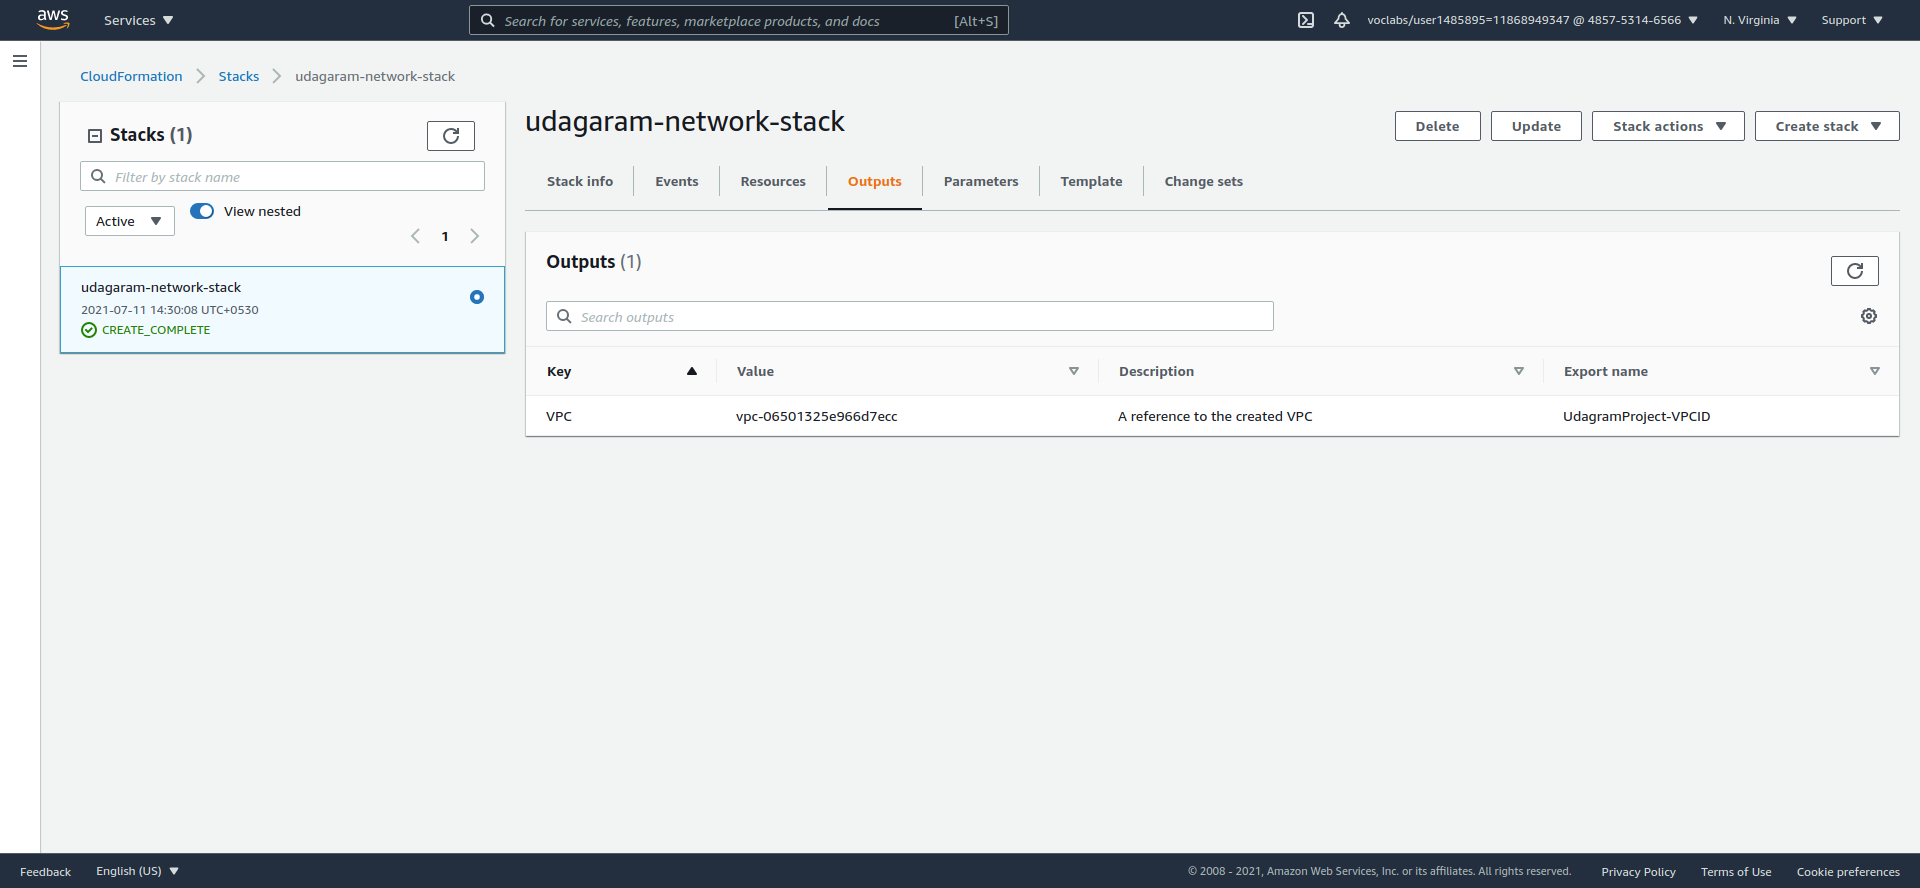 aws Services Search for services, features, marketplace products, and docs [Alt+S] voclabs/user1485895=11868949347 @ 4857-5314-6566 N. Virginia Support
CloudFormation Stacks udagaram-network-stack
Stacks (1)
Filter by stack name
Active View nested
1
udagaram-network-stack
2021-07-11 14:30:08 UTC+0530
CREATE_COMPLETE
udagaram-network-stack
Delete Update Stack actions Create stack
Stack info Events Resources Outputs Parameters Template Change sets
Outputs (1)
Search outputs
Key Value Description Export name
VPC vpc-06501325e966d7ecc A reference to the created VPC UdagramProject-VPCID
Feedback English (US) © 2008 - 2021, Amazon Web Services, Inc. or its affiliates. All rights reserved. Privacy Policy Terms of Use Cookie preferences